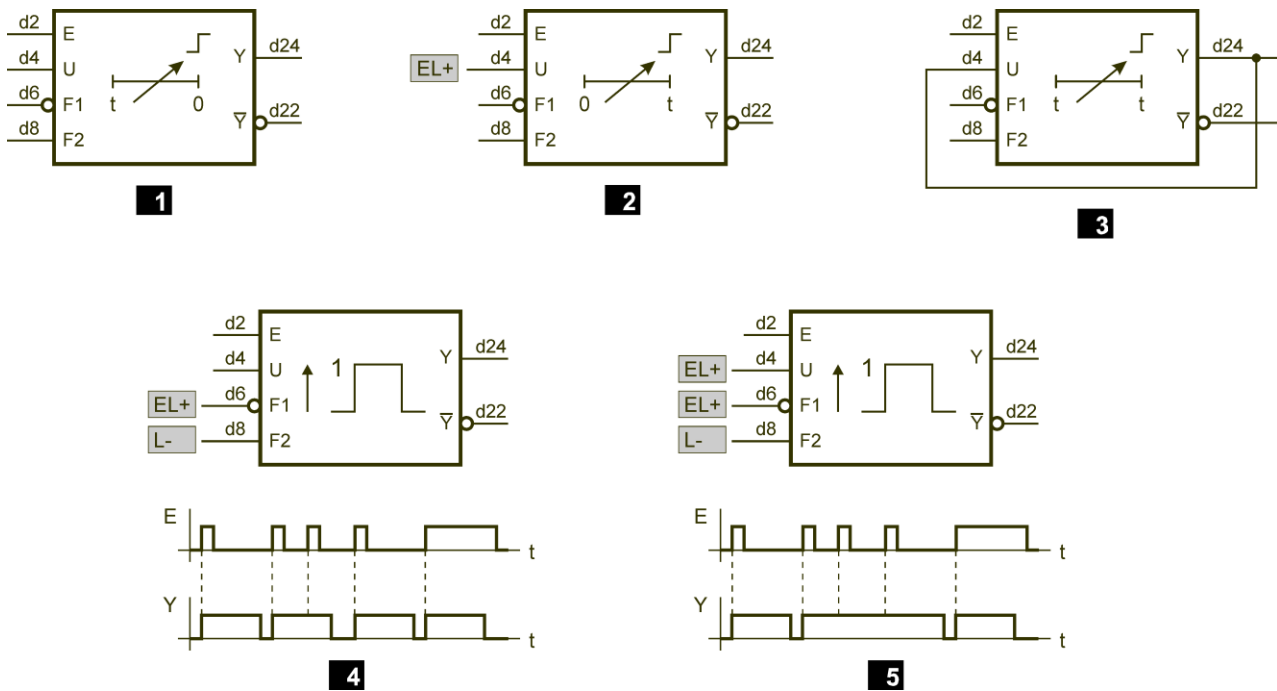 d2 E
d4 U
d6 F1
d8 F2
t 0
Y d24
Y̅ d22
1
EL+
d2 E
d4 U
d6 F1
d8 F2
0 t
Y d24
Y̅ d22
2
d2 E
d4 U
d6 F1
d8 F2
t t
Y d24
Y̅ d22
3
d2 E
d4 U
EL+ d6 F1
L- d8 F2
1
Y d24
Y̅ d22
E t
Y t
4
d2 E
EL+ d4 U
EL+ d6 F1
L- d8 F2
1
Y d24
Y̅ d22
E t
Y t
5